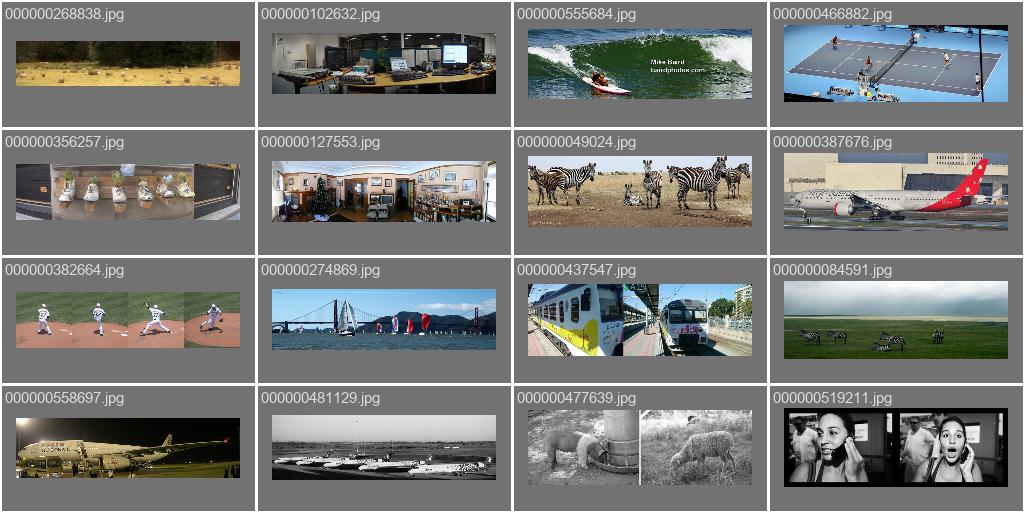 000000268838.jpg
000000102632.jpg
000000555684.jpg
000000466882.jpg
Mike Baird
bairdphotos.com
000000356257.jpg
000000127553.jpg
000000049024.jpg
000000387676.jpg
000000382664.jpg
000000274869.jpg
000000437547.jpg
000000084591.jpg
000000558697.jpg
000000481129.jpg
000000477639.jpg
000000519211.jpg